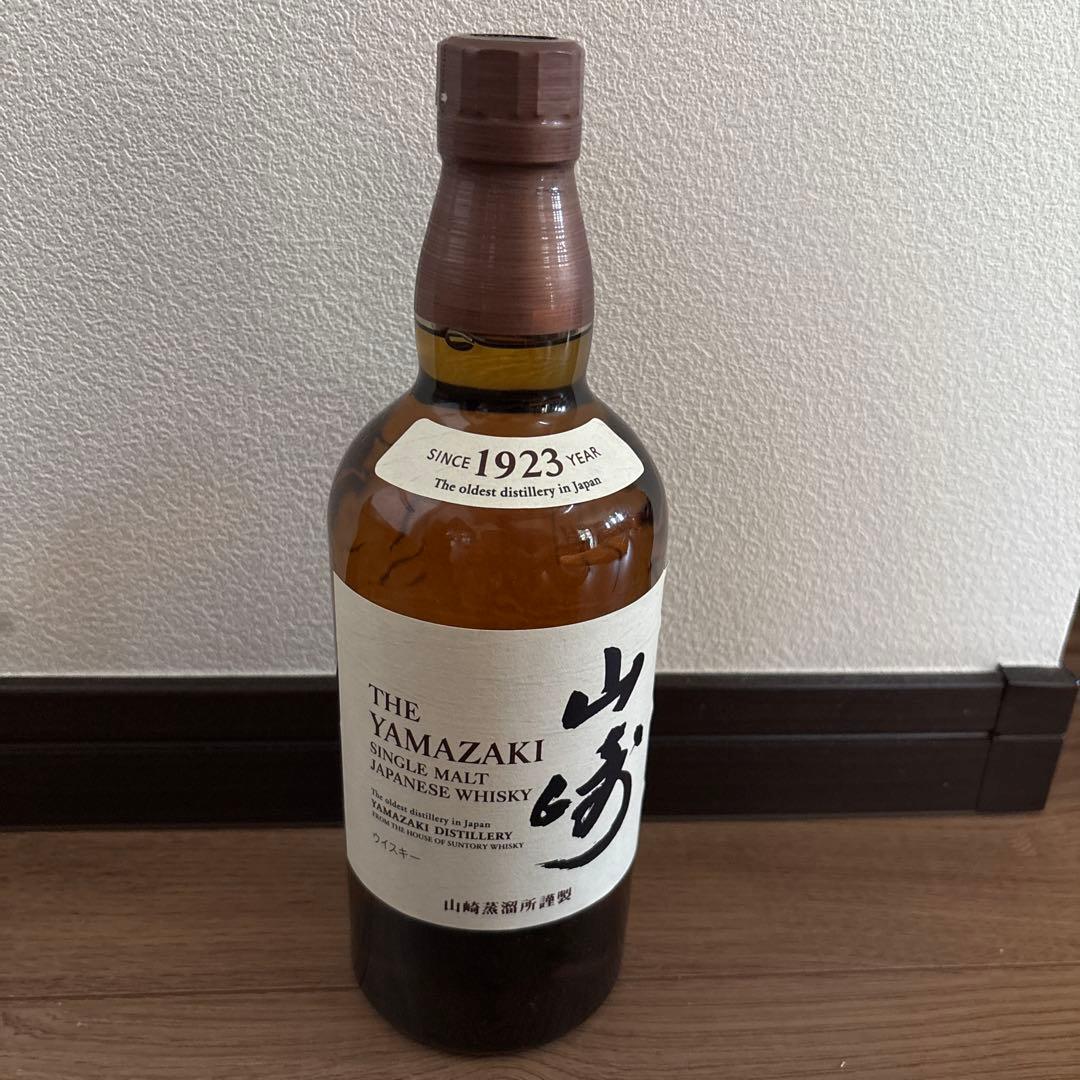 SINCE 1923 YEAR
The oldest distillery in Japan
山崎
THE
YAMAZAKI
SINGLE MALT
JAPANESE WHISKY
The oldest distillery in Japan
YAMAZAKI DISTILLERY
FROM THE HOUSE OF SUNTORY WHISKY
ウイスキー
山崎蒸溜所謹製